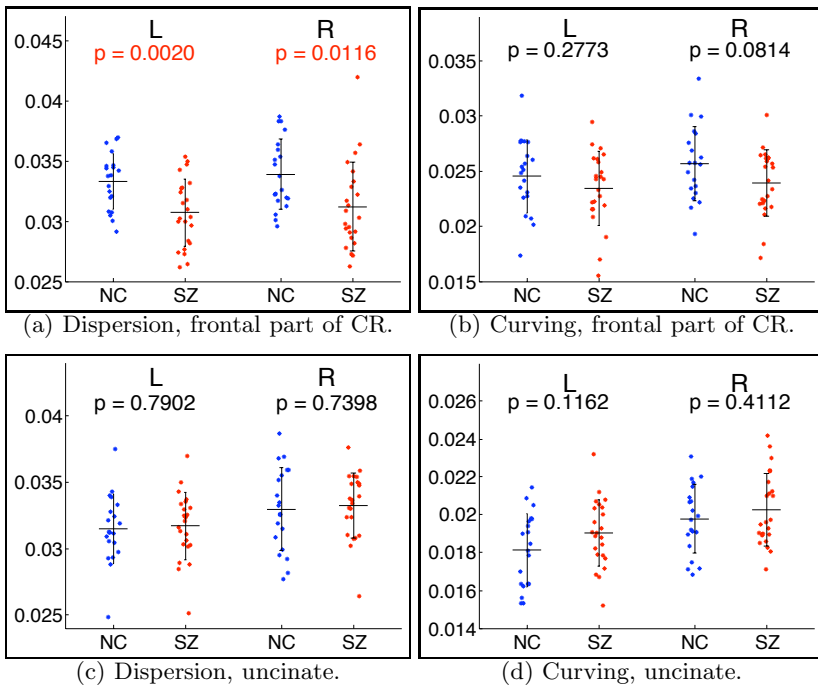 L R
p = 0.0020 p = 0.0116
0.045
0.04
0.035
0.03
0.025
NC SZ NC SZ
(a) Dispersion, frontal part of CR.
L R
p = 0.2773 p = 0.0814
0.04
0.035
0.03
0.025
0.02
0.015
NC SZ NC SZ
(b) Curving, frontal part of CR.
L R
p = 0.7902 p = 0.7398
0.04
0.035
0.03
0.025
NC SZ NC SZ
(c) Dispersion, uncinate.
L R
p = 0.1162 p = 0.4112
0.026
0.024
0.022
0.02
0.018
0.016
0.014
NC SZ NC SZ
(d) Curving, uncinate.